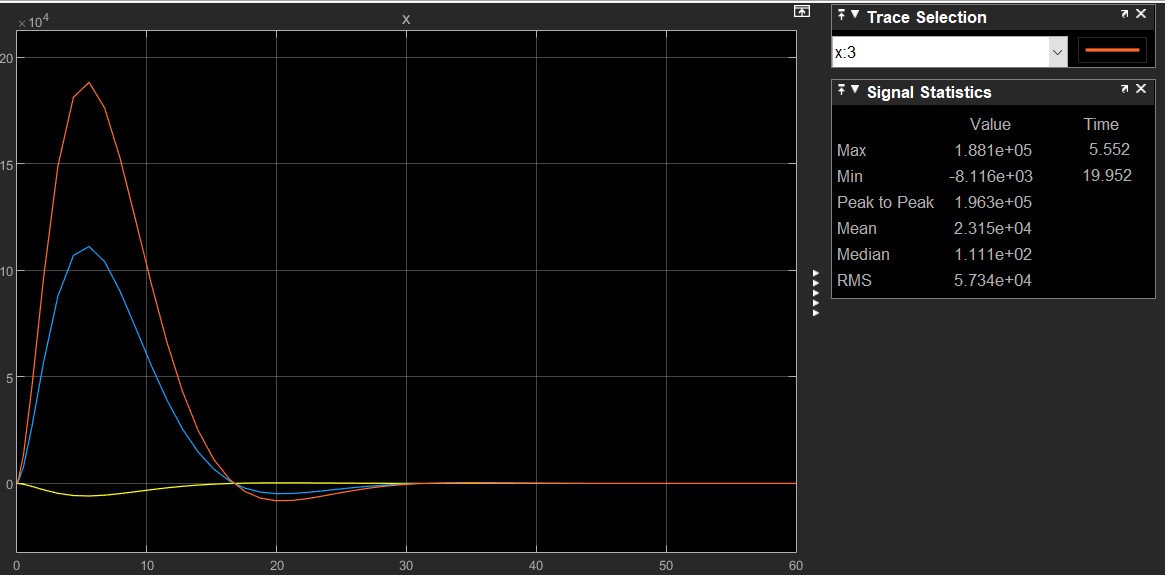 ×10⁴
x
20
15
10
5
0
0 10 20 30 40 50 60
Trace Selection
x:3
Signal Statistics
Value Time
Max 1.881e+05 5.552
Min -8.116e+03 19.952
Peak to Peak 1.963e+05
Mean 2.315e+04
Median 1.111e+02
RMS 5.734e+04